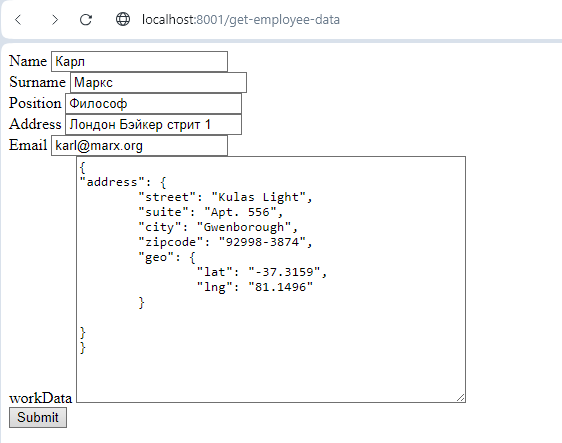 localhost:8001/get-employee-data
Name Карл
Surname Маркс
Position Философ
Address Лондон Бэйкер стрит 1
Email karl@marx.org
{
"address": {
"street": "Kulas Light",
"suite": "Apt. 556",
"city": "Gwenborough",
"zipcode": "92998-3874",
"geo": {
"lat": "-37.3159",
"lng": "81.1496"
}
}
}
workData
Submit